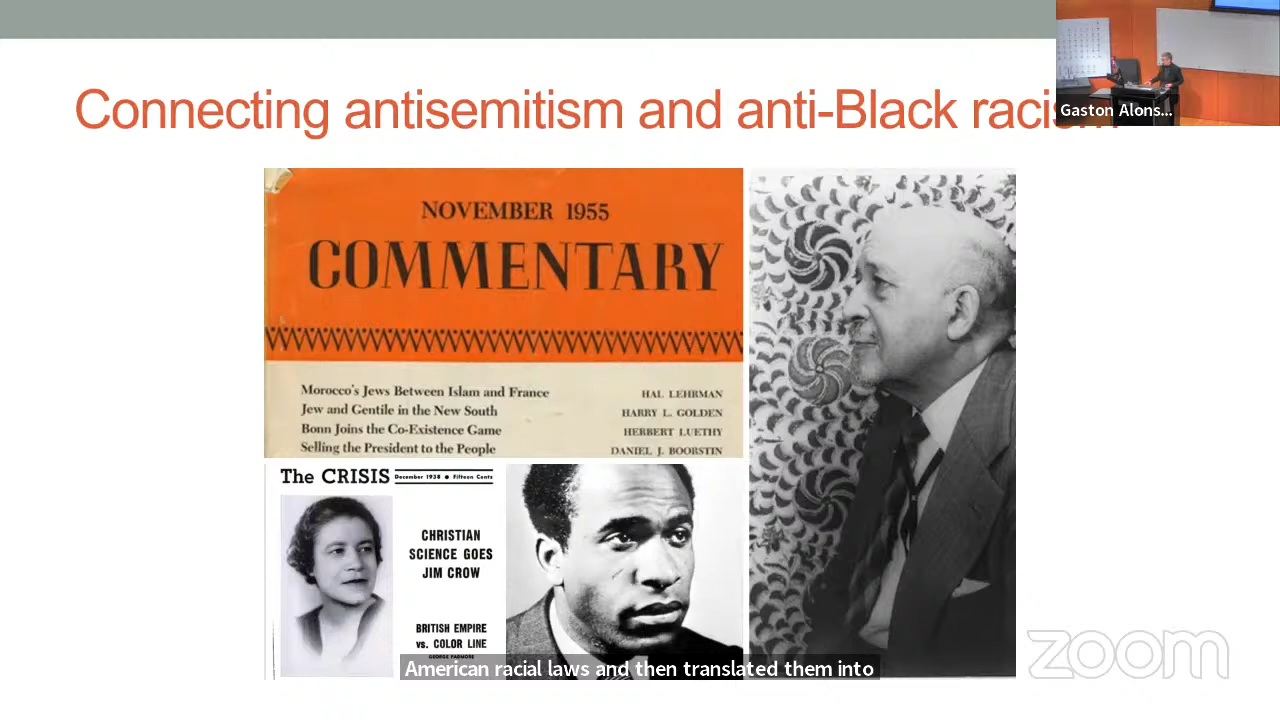 Connecting antisemitism and anti-Black racism
Gaston Alons...
NOVEMBER 1955
COMMENTARY
Morocco's Jews Between Islam and France HAL LEHRMAN
Jew and Gentile in the New South HARRY L. GOLDEN
Bonn Joins the Co-Existence Game HERBERT LUETHY
Selling the President to the People DANIEL J. BOORSTIN
The CRISIS December 1938 • Fifteen Cents
CHRISTIAN
SCIENCE GOES
JIM CROW
BRITISH EMPIRE
vs. COLOR LINE
GEORGE PADMORE
American racial laws and then translated them into
zoom